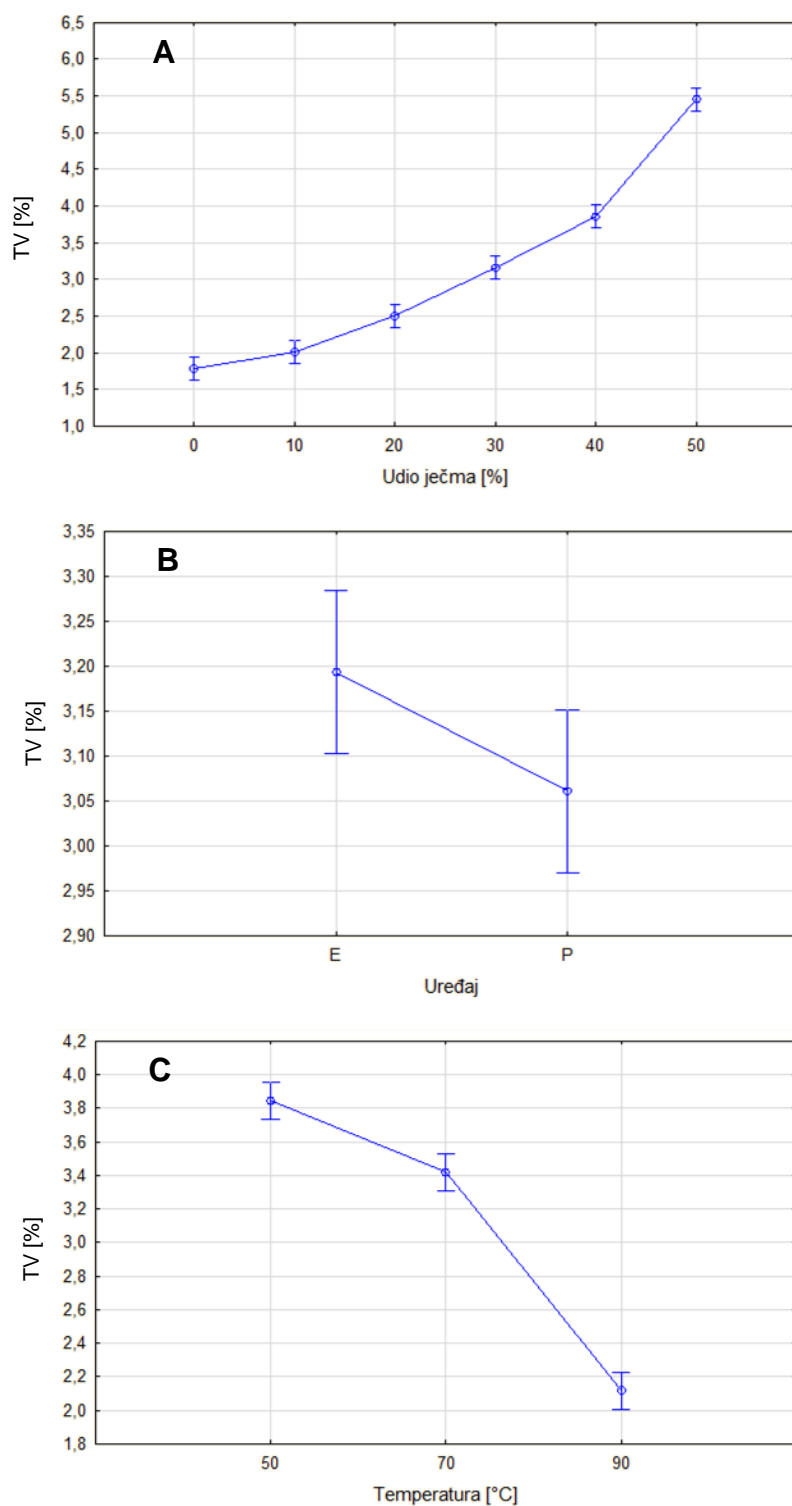 A
TV [%]
6,5
6,0
5,5
5,0
4,5
4,0
3,5
3,0
2,5
2,0
1,5
1,0
0 10 20 30 40 50
Udio ječma [%]
B
TV [%]
3,35
3,30
3,25
3,20
3,15
3,10
3,05
3,00
2,95
2,90
E P
Uređaj
C
TV [%]
4,2
4,0
3,8
3,6
3,4
3,2
3,0
2,8
2,6
2,4
2,2
2,0
1,8
50 70 90
Temperatura [°C]